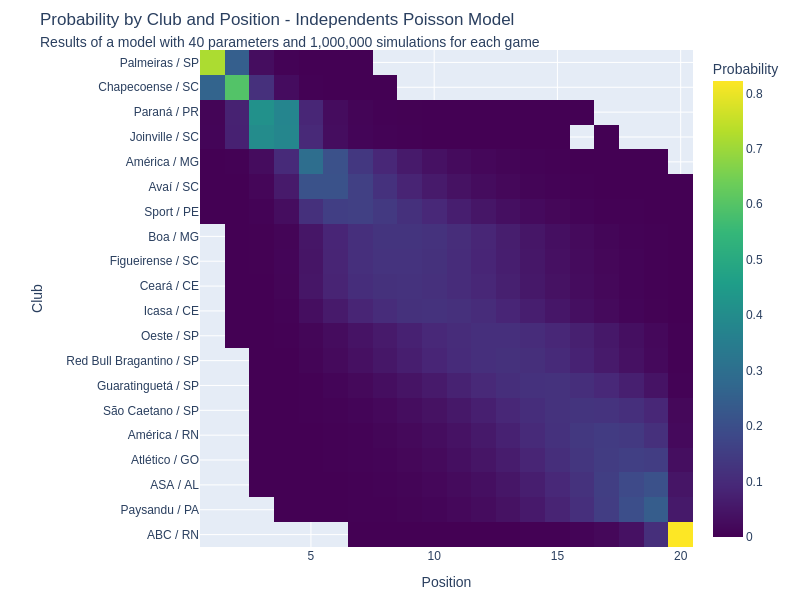 Probability by Club and Position - Independents Poisson Model
Results of a model with 40 parameters and 1,000,000 simulations for each game
Probability
Palmeiras / SP
Chapecoense / SC
Paraná / PR
Joinville / SC
América / MG
Avaí / SC
Sport / PE
Boa / MG
Figueirense / SC
Ceará / CE
Icasa / CE
Oeste / SP
Red Bull Bragantino / SP
Guaratinguetá / SP
São Caetano / SP
América / RN
Atlético / GO
ASA / AL
Paysandu / PA
ABC / RN
Club
5
10
15
20
Position
0.8
0.7
0.6
0.5
0.4
0.3
0.2
0.1
0